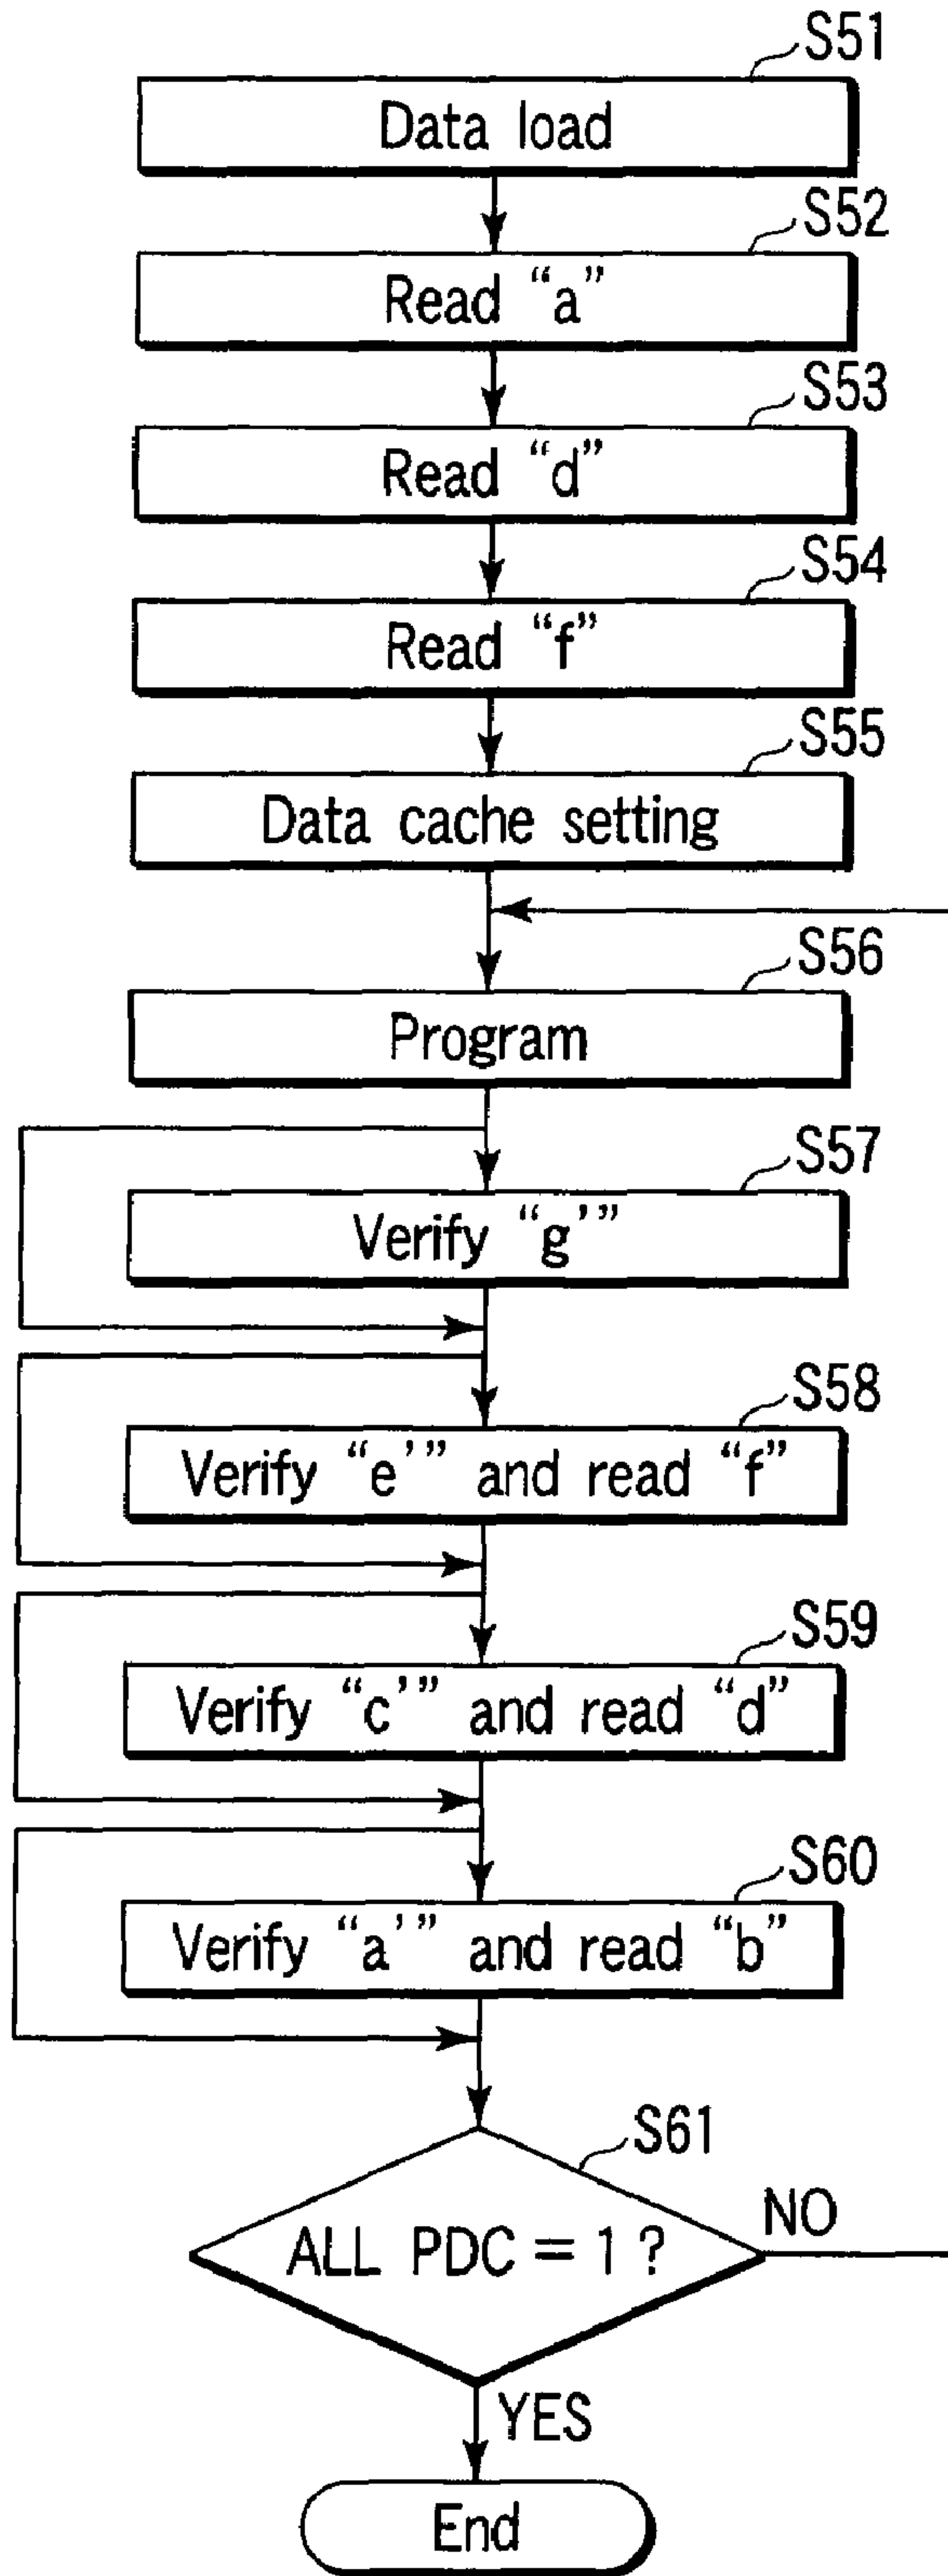 S51
Data load
S52
Read “a”
S53
Read “d”
S54
Read “f”
S55
Data cache setting
S56
Program
S57
Verify “g’”
S58
Verify “e’” and read “f”
S59
Verify “c’” and read “d”
S60
Verify “a’” and read “b”
S61
ALL PDC = 1 ?
NO
YES
End